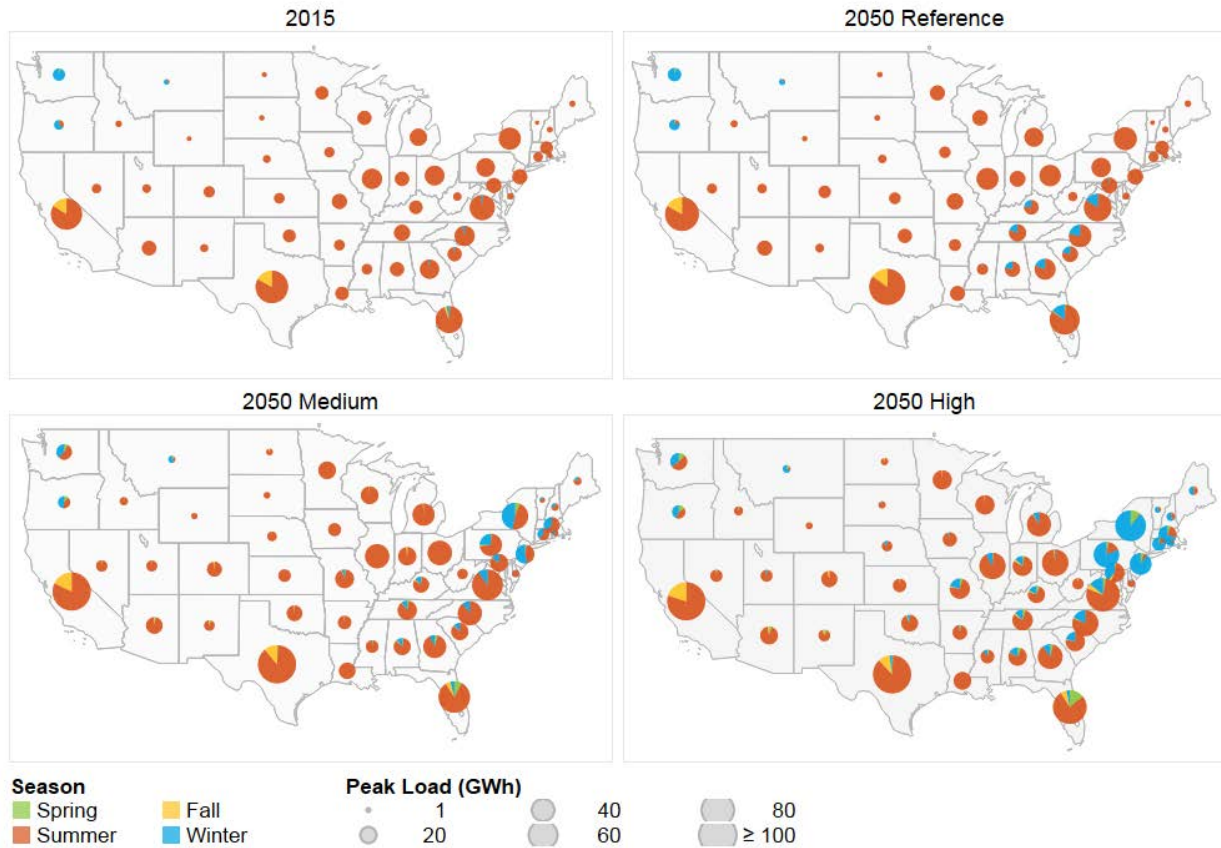 2015
2050 Reference
2050 Medium
2050 High
Season
Spring
Fall
Summer
Winter
Peak Load (GWh)
1
40
80
20
60
≥ 100